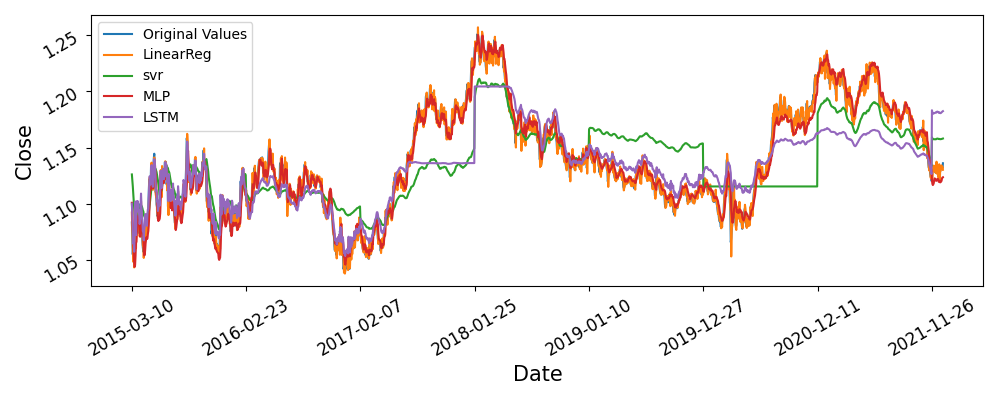 Original Values
LinearReg
svr
MLP
LSTM
Close
1.25
1.20
1.15
1.10
1.05
2015-03-10
2016-02-23
2017-02-07
2018-01-25
2019-01-10
2019-12-27
2020-12-11
2021-11-26
Date